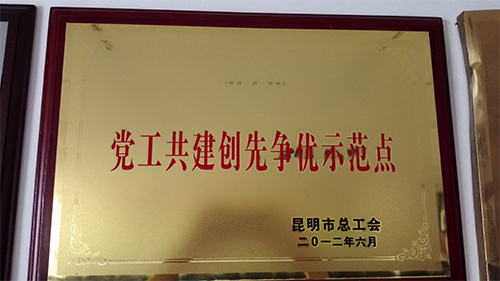 党工共建创先争优示范点
昆明市总工会
二〇一二年六月